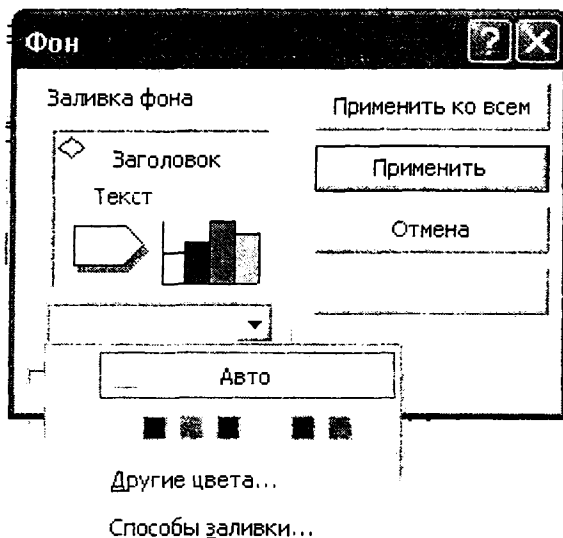 Фон
Заливка фона
Применить ко всем
Заголовок
Применить
Текст
Отмена
Авто
Другие цвета...
Способы заливки...